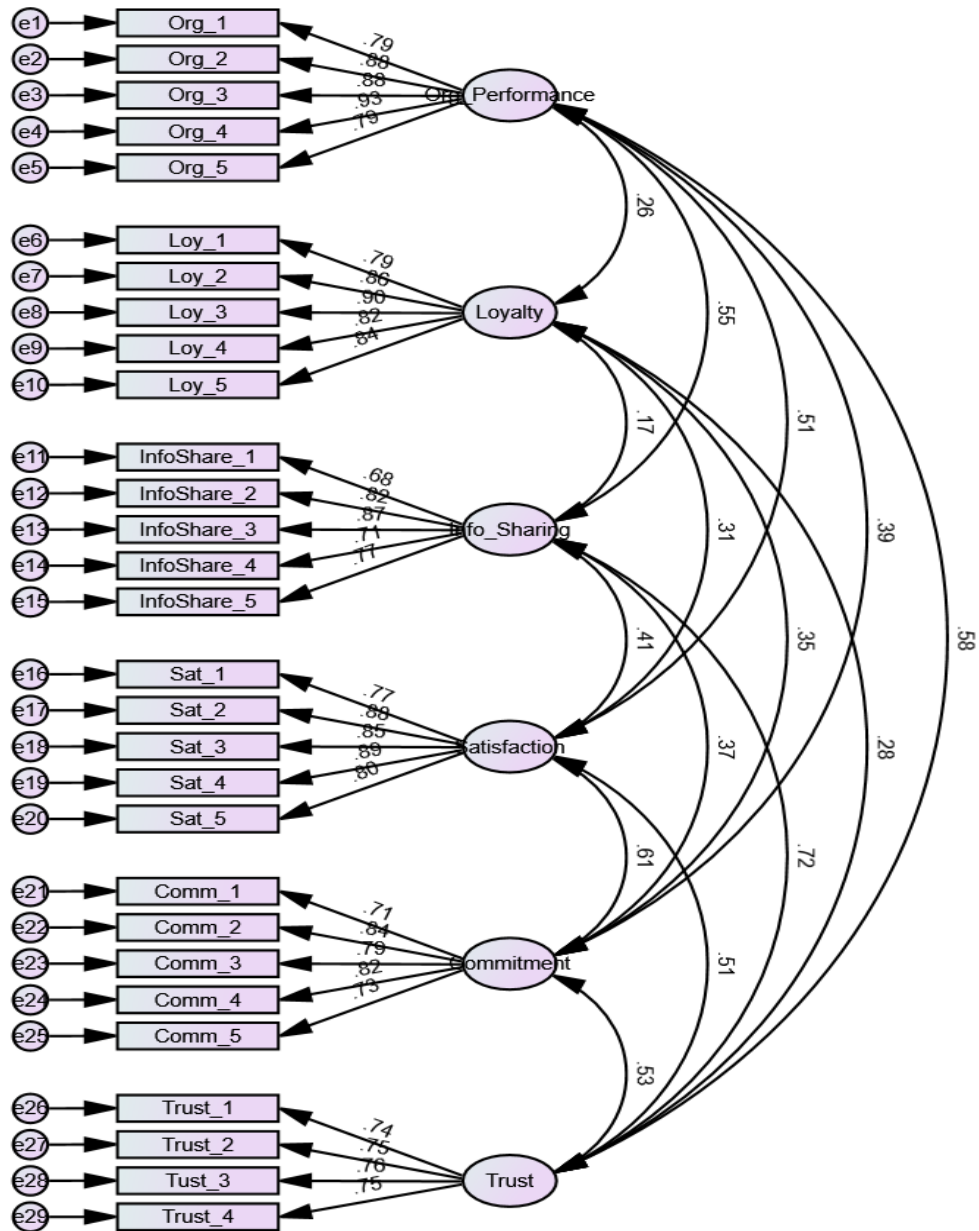 e1 Org_1
e2 Org_2
e3 Org_3
e4 Org_4
e5 Org_5
.79
.88
.88
.93
.79
Org_Performance
e6 Loy_1
e7 Loy_2
e8 Loy_3
e9 Loy_4
e10 Loy_5
.79
.86
.90
.82
.84
Loyalty
e11 InfoShare_1
e12 InfoShare_2
e13 InfoShare_3
e14 InfoShare_4
e15 InfoShare_5
.68
.82
.87
.71
.77
Info_Sharing
e16 Sat_1
e17 Sat_2
e18 Sat_3
e19 Sat_4
e20 Sat_5
.77
.88
.85
.89
.80
Satisfaction
e21 Comm_1
e22 Comm_2
e23 Comm_3
e24 Comm_4
e25 Comm_5
.71
.84
.79
.82
.73
Commitment
e26 Trust_1
e27 Trust_2
e28 Tust_3
e29 Trust_4
.74
.75
.76
.75
Trust
.26
.55
.17
.51
.31
.39
.41
.35
.58
.37
.28
.61
.72
.51
.53